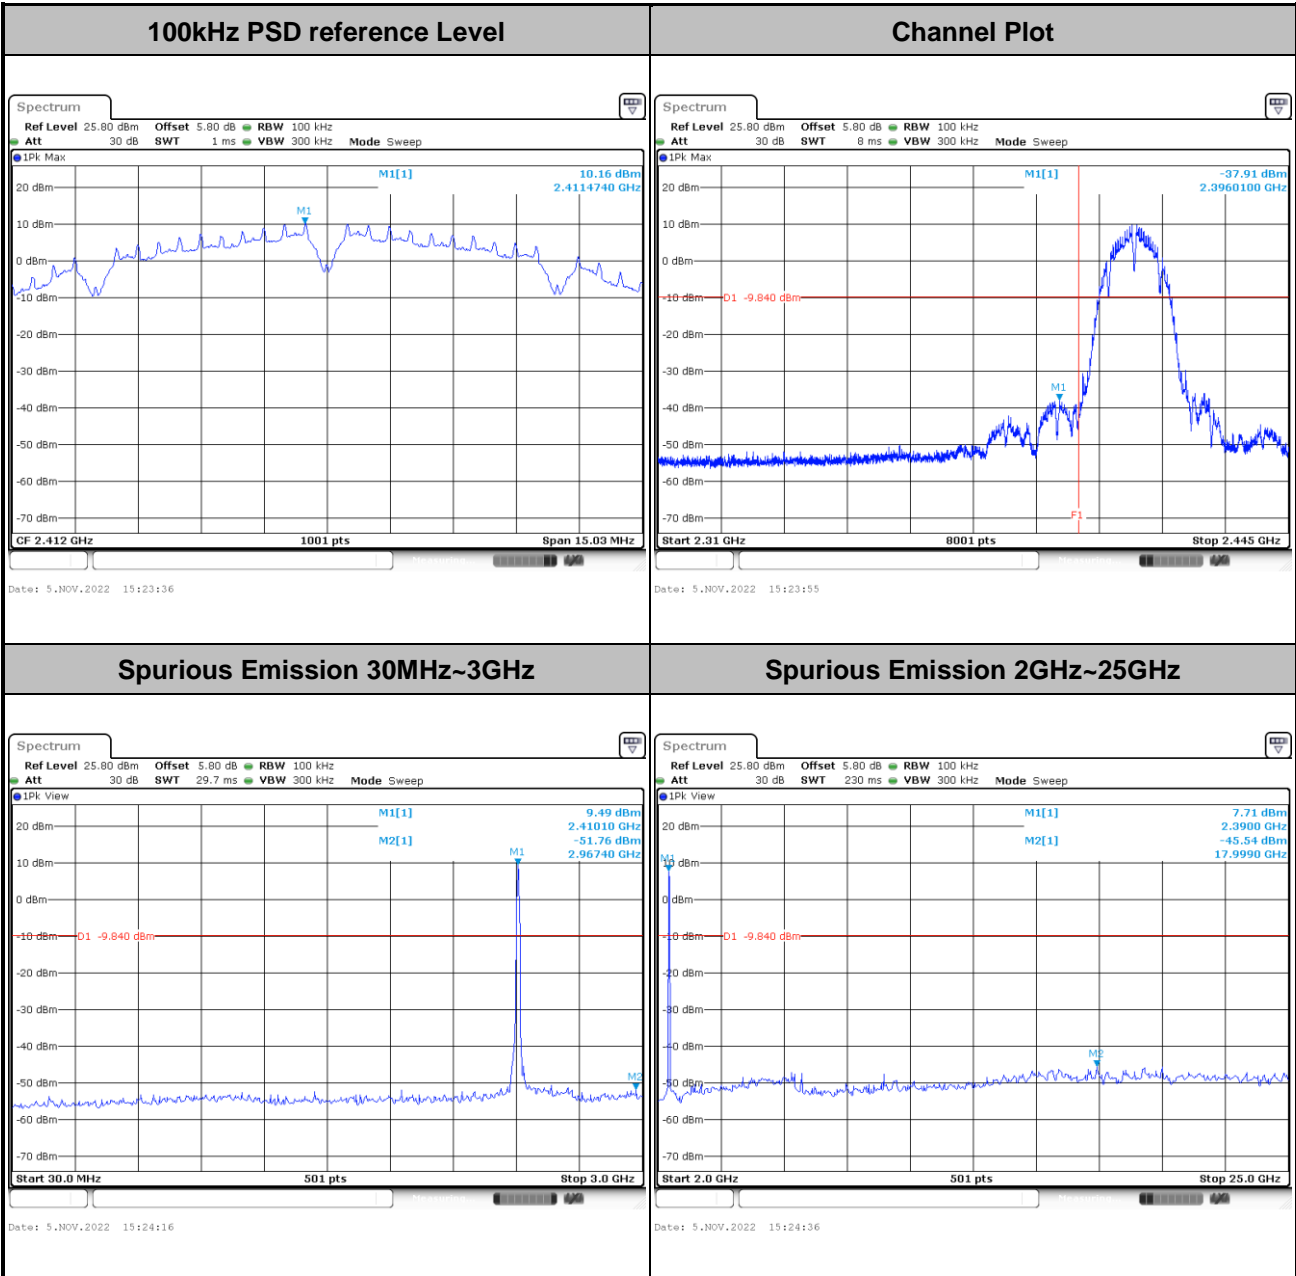 100kHz PSD reference Level
Channel Plot
Spectrum
Ref Level 25.80 dBm Offset 5.80 dB RBW 100 kHz
Att 30 dB SWT 1 ms VBW 300 kHz Mode Sweep
1Pk Max
M1[1] 10.16 dBm
2.4114740 GHz
M1
20 dBm
10 dBm
0 dBm
-10 dBm
-20 dBm
-30 dBm
-40 dBm
-50 dBm
-60 dBm
-70 dBm
CF 2.412 GHz 1001 pts Span 15.03 MHz
Date: 5.NOV.2022 15:23:36
Spectrum
Ref Level 25.80 dBm Offset 5.80 dB RBW 100 kHz
Att 30 dB SWT 8 ms VBW 300 kHz Mode Sweep
1Pk Max
M1[1] -37.91 dBm
2.3960100 GHz
20 dBm
10 dBm
0 dBm
-10 dBm D1 -9.840 dBm
-20 dBm
-30 dBm
M1
-40 dBm
-50 dBm
-60 dBm
-70 dBm
F1
Start 2.31 GHz 8001 pts Stop 2.445 GHz
Measuring
Date: 5.NOV.2022 15:23:55
Spurious Emission 30MHz~3GHz
Spurious Emission 2GHz~25GHz
Spectrum
Ref Level 25.80 dBm Offset 5.80 dB RBW 100 kHz
Att 30 dB SWT 29.7 ms VBW 300 kHz Mode Sweep
1Pk View
M1[1] 9.49 dBm
2.41010 GHz
M2[1] -51.76 dBm
2.96740 GHz
M1
20 dBm
10 dBm
0 dBm
-10 dBm D1 -9.840 dBm
-20 dBm
-30 dBm
-40 dBm
-50 dBm
M2
-60 dBm
-70 dBm
Start 30.0 MHz 501 pts Stop 3.0 GHz
Measuring
Date: 5.NOV.2022 15:24:16
Spectrum
Ref Level 25.80 dBm Offset 5.80 dB RBW 100 kHz
Att 30 dB SWT 230 ms VBW 300 kHz Mode Sweep
1Pk View
M1[1] 7.71 dBm
2.3900 GHz
M2[1] -45.54 dBm
17.9990 GHz
20 dBm
M1
10 dBm
0 dBm
-10 dBm D1 -9.840 dBm
-20 dBm
-30 dBm
-40 dBm
M2
-50 dBm
-60 dBm
-70 dBm
Start 2.0 GHz 501 pts Stop 25.0 GHz
Date: 5.NOV.2022 15:24:36